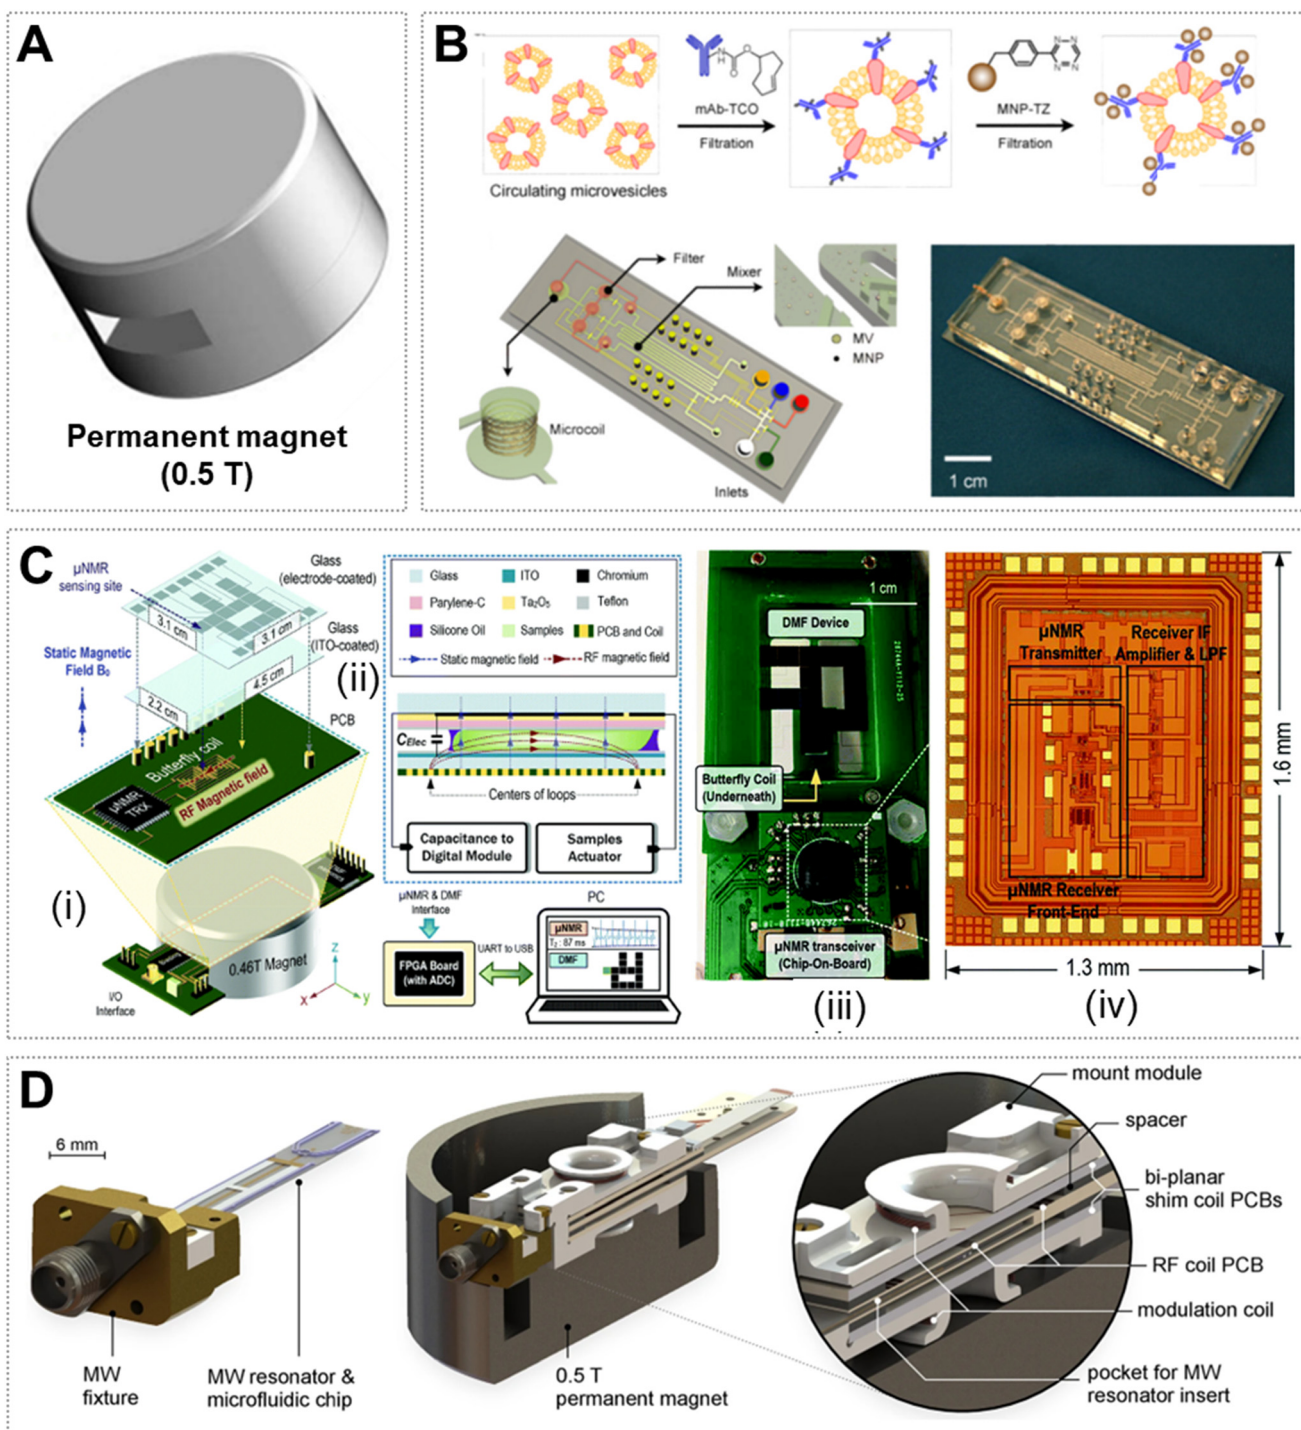 A
Permanent magnet
(0.5 T)
B
mAb-TCO
Filtration
MNP-TZ
Filtration
Circulating microvesicles
Filter
Mixer
MV
MNP
Microcoil
Inlets
1 cm
C
µNMR
sensing site
Glass
(electrode-coated)
3.1 cm
3.1 cm
Glass
(ITO-coated)
Static Magnetic
Field B₀
(ii)
4.5 cm
2.2 cm
PCB
Butterfly coil
µNMR
TRX
RF Magnetic field
(i)
0.46T Magnet
I/O
Interface
z
x
y
Glass
ITO
Chromium
Parylene-C
Ta₂O₅
Teflon
Silicone Oil
Samples
PCB and Coil
Static magnetic field
RF magnetic field
C_Elec
Centers of loops
Capacitance to
Digital Module
Samples
Actuator
µNMR & DMF
Interface
PC
UART to USB
FPGA Board
(with ADC)
µNMR
T₂ : 87 ms
DMF
1 cm
DMF Device
Butterfly Coil
(Underneath)
µNMR transceiver
(Chip-On-Board)
(iii)
µNMR
Transmitter
Receiver IF
Amplifier & LPF
µNMR Receiver
Front-End
1.6 mm
1.3 mm
(iv)
D
6 mm
MW
fixture
MW resonator &
microfluidic chip
0.5 T
permanent magnet
mount module
spacer
bi-planar
shim coil PCBs
RF coil PCB
modulation coil
pocket for MW
resonator insert